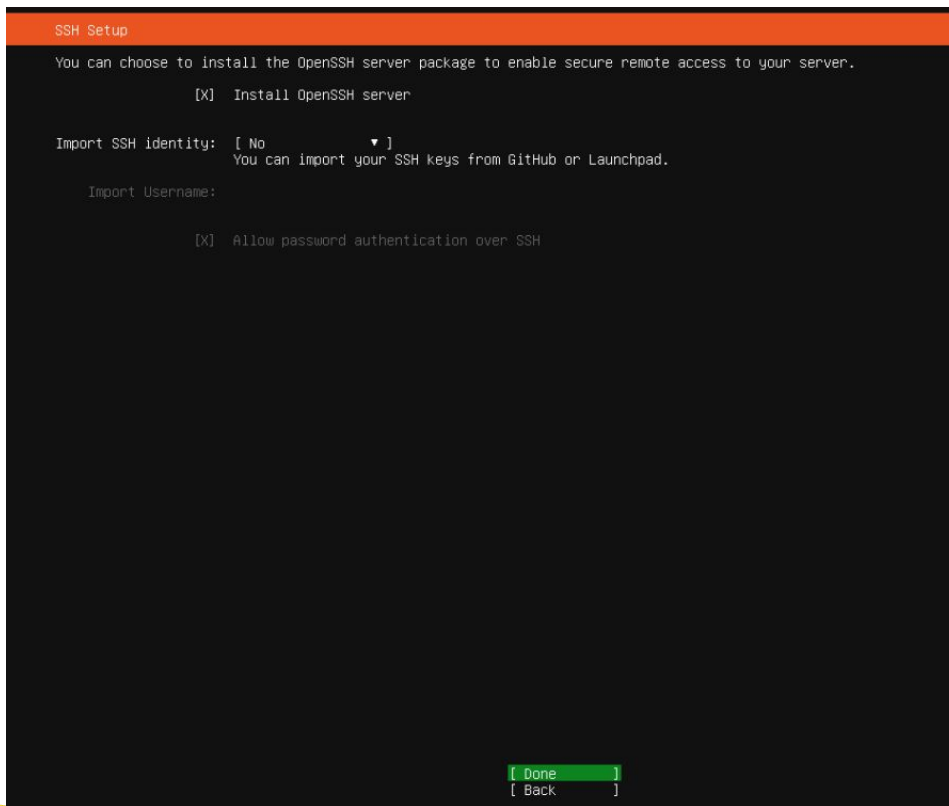 SSH Setup
You can choose to install the OpenSSH server package to enable secure remote access to your server.
[X] Install OpenSSH server
Import SSH identity: [ No ▼ ]
You can import your SSH keys from GitHub or Launchpad.
Import Username:
[X] Allow password authentication over SSH
[ Done ]
[ Back ]